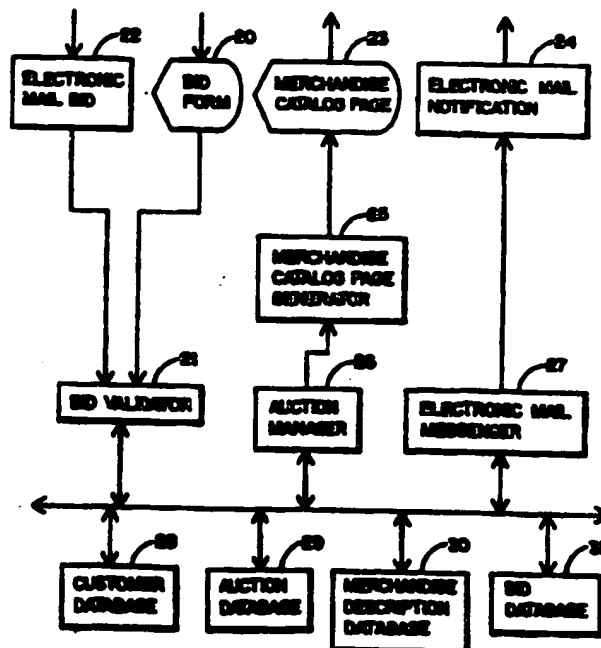 22
20
23
24
ELECTRONIC
MAIL BID
BID
FORM
MERCHANDISE
CATALOG PAGE
ELECTRONIC MAIL
NOTIFICATION
25
MERCHANDISE
CATALOG PAGE
GENERATOR
21
26
27
BID VALIDATOR
AUCTION
MANAGER
ELECTRONIC MAIL
MESSENGER
28
29
30
CUSTOMER
DATABASE
AUCTION
DATABASE
MERCHANDISE
DESCRIPTION
DATABASE
BID
DATABASE